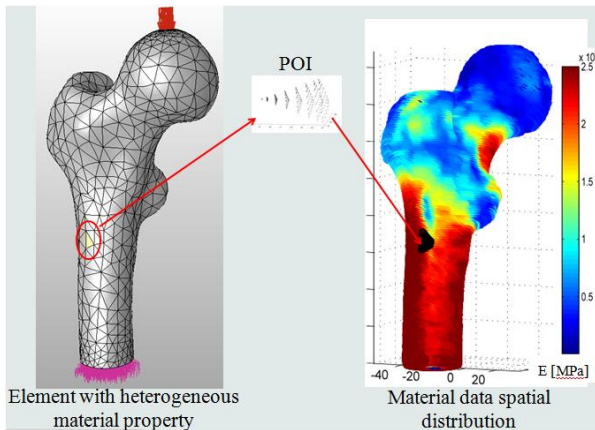 POI
x 10
2.5
2
1.5
1
0.5
-40
-20
0
20
E [MPa]
Element with heterogeneous
material property
Material data spatial
distribution